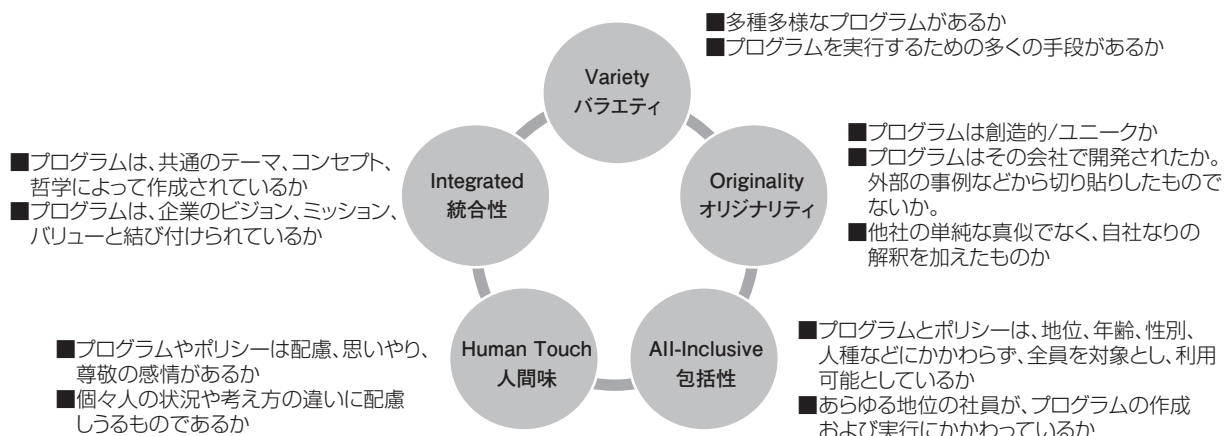 ■多種多様なプログラムがあるか
■プログラムを実行するための多くの手段があるか
Variety
バラエティ
■プログラムは創造的/ユニークか
■プログラムはその会社で開発されたか。
外部の事例などから切り貼りしたもので
ないか。
■他社の単純な真似でなく、自社なりの
解釈を加えたものか
Originality
オリジナリティ
■プログラムは、共通のテーマ、コンセプト、
哲学によって作成されているか
■プログラムは、企業のビジョン、ミッション、
バリューと結び付けられているか
Integrated
統合性
■プログラムやポリシーは配慮、思いやり、
尊敬の感情があるか
■個々人の状況や考え方の違いに配慮
しうるものであるか
Human Touch
人間味
All-Inclusive
包括性
■プログラムとポリシーは、地位、年齢、性別、
人種などにかかわらず、全員を対象とし、利用
可能としているか
■あらゆる地位の社員が、プログラムの作成
および実行にかかわっているか